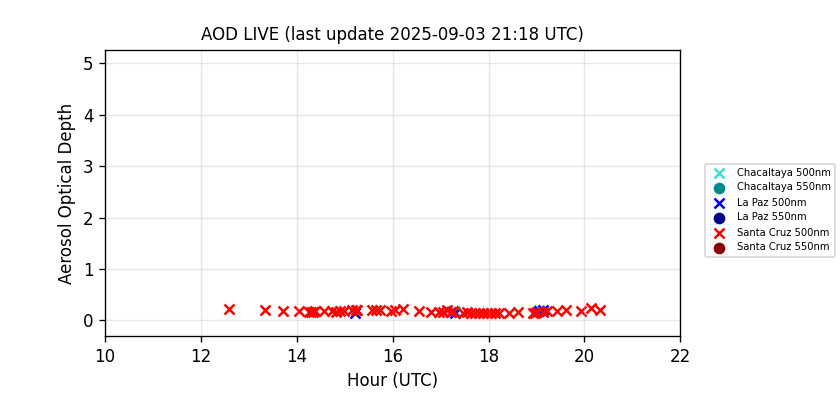 AOD LIVE (last update 2025-09-03 21:18 UTC)
Aerosol Optical Depth
5
4
3
2
1
0
10 12 14 16 18 20 22
Hour (UTC)
Chacaltaya 500nm
Chacaltaya 550nm
La Paz 500nm
La Paz 550nm
Santa Cruz 500nm
Santa Cruz 550nm